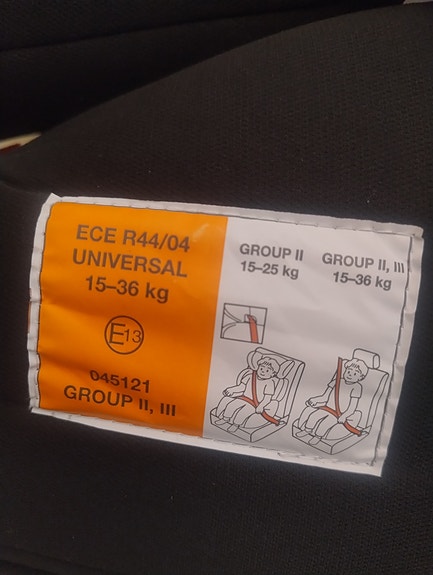 ECE R44/04
UNIVERSAL
15–36 kg
E13
045121
GROUP II, III
GROUP II
15–25 kg
GROUP II, III
15–36 kg